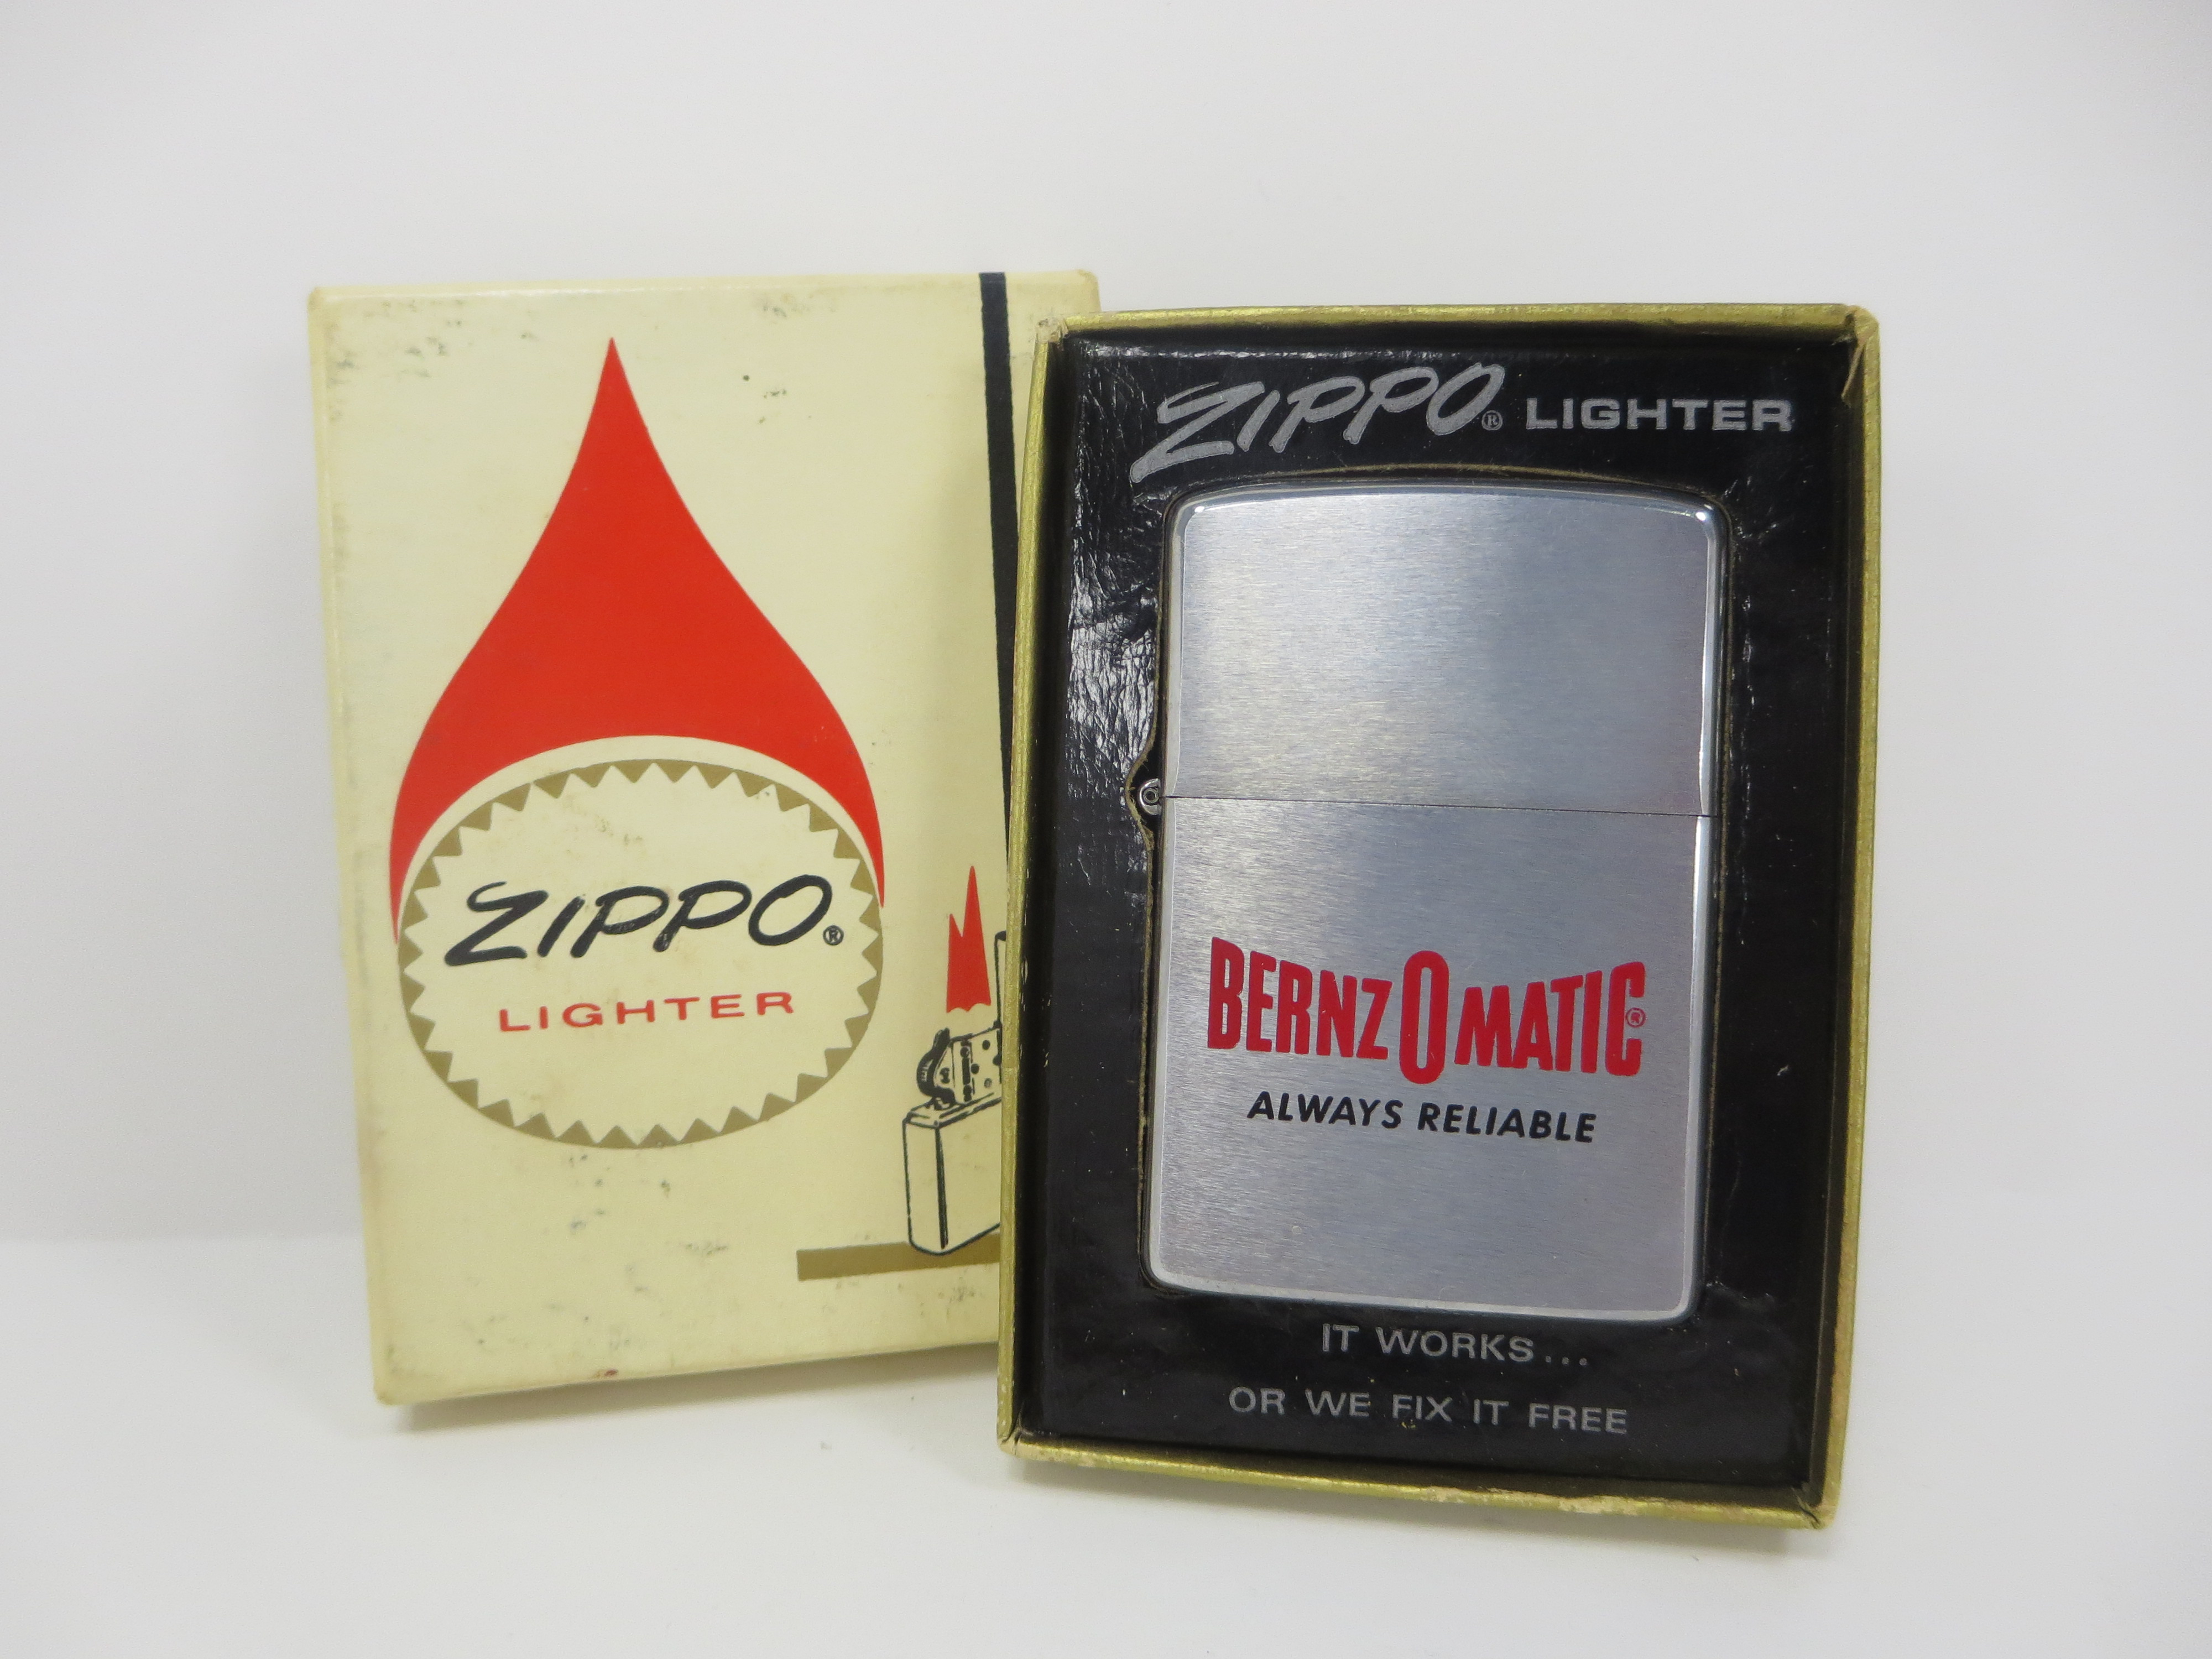 ZIPPO®
LIGHTER
ZIPPO® LIGHTER
BERNZOMATIC®
ALWAYS RELIABLE
IT WORKS...
OR WE FIX IT FREE